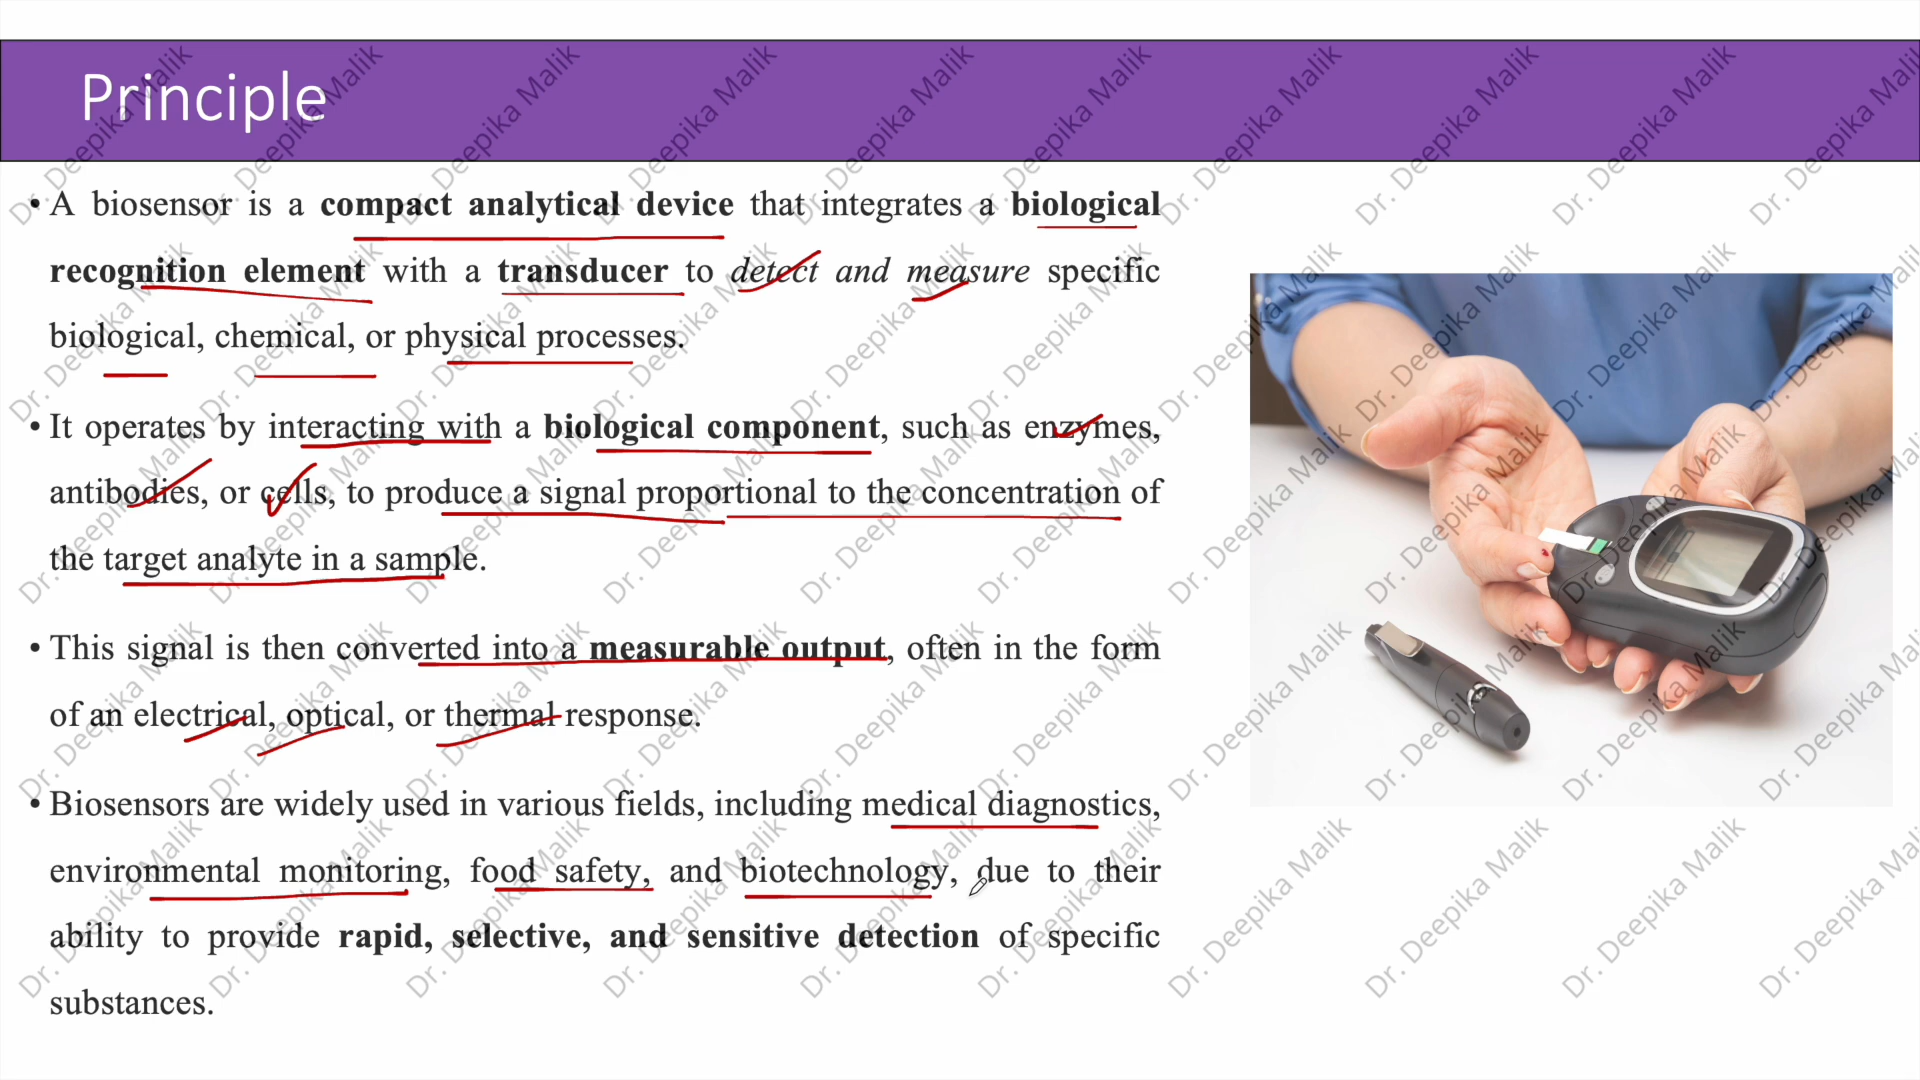 Principle
• A biosensor is a compact analytical device that integrates a biological
recognition element with a transducer to detect and measure specific
biological, chemical, or physical processes.
• It operates by interacting with a biological component, such as enzymes,
antibodies, or cells, to produce a signal proportional to the concentration of
the target analyte in a sample.
• This signal is then converted into a measurable output, often in the form
of an electrical, optical, or thermal response.
• Biosensors are widely used in various fields, including medical diagnostics,
environmental monitoring, food safety, and biotechnology, due to their
ability to provide rapid, selective, and sensitive detection of specific
substances.
Dr. Deepika Malik